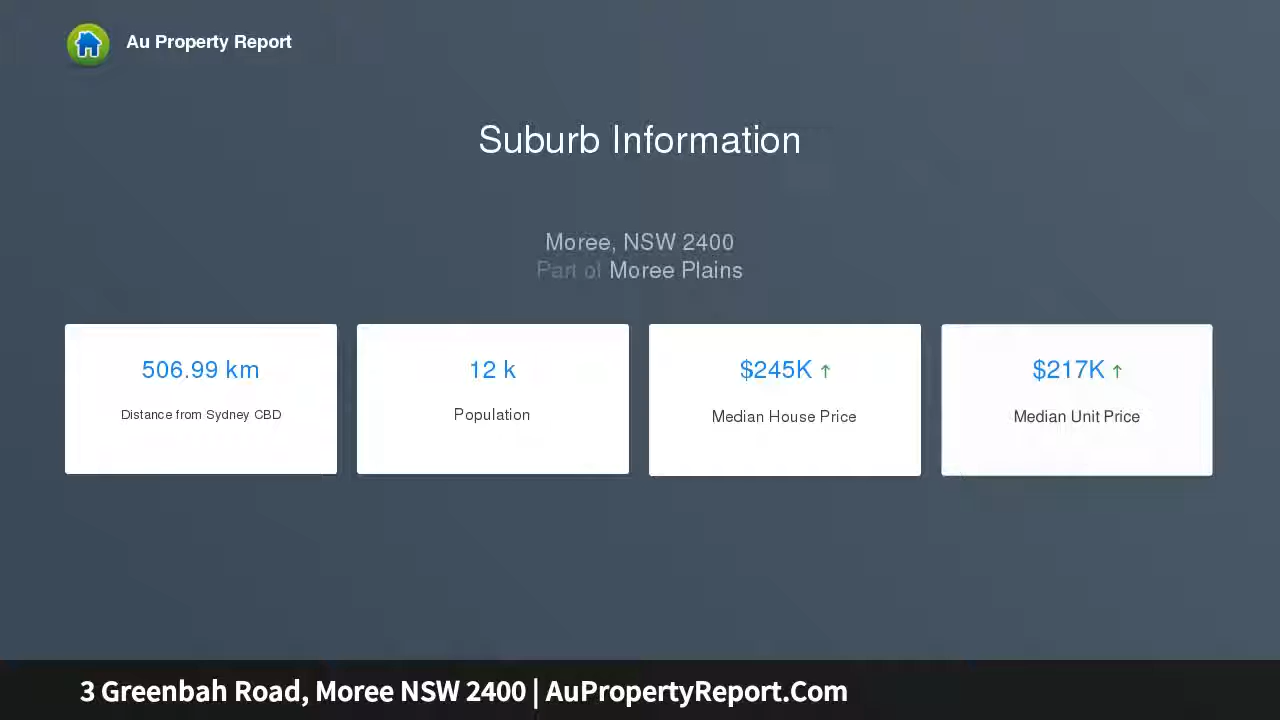 Au Property Report
Suburb Information
Moree, NSW 2400
Part of Moree Plains
506.99 km
Distance from Sydney CBD
12 k
Population
$245K ↑
Median House Price
$217K ↑
Median Unit Price
3 Greenbah Road, Moree NSW 2400 | AuPropertyReport.Com